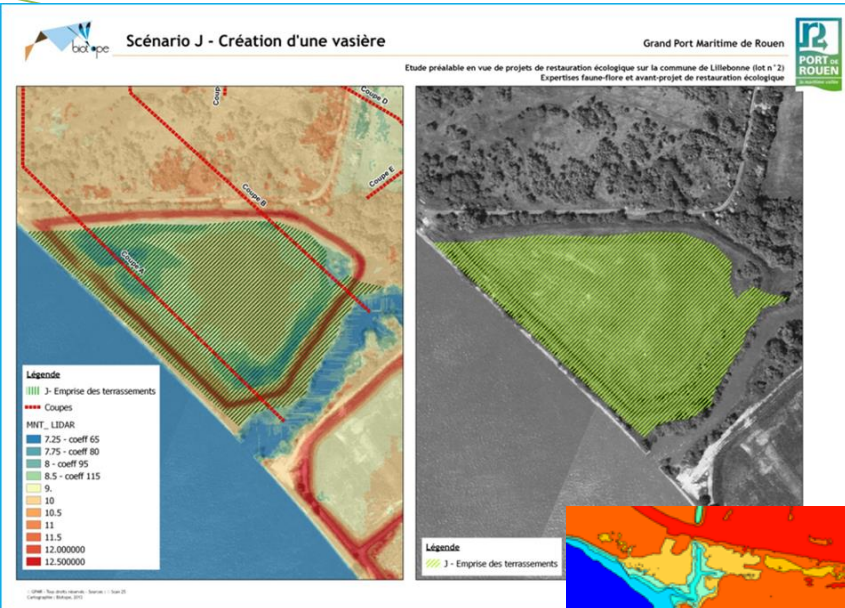 biotope
Scénario J - Création d'une vasière
Grand Port Maritime de Rouen
PORT DE
ROUEN
Etude préalable en vue de projets de restauration écologique sur la commune de Lillebonne (lot n°2)
Expertises faune-flore et avant-projet de restauration écologique
Coup
Coupe D
Coupe E
Coupe B
Coupe A
Légende
J- Emprise des terrassements
Coupes
MNT_ LIDAR
7.25 - coeff 65
7.75 - coeff 80
8 - coeff 95
8.5 - coeff 115
9.
10
10.5
11
11.5
12.000000
12.500000
Légende
J - Emprise des terrassements
Cartographie : Biotope, 2013